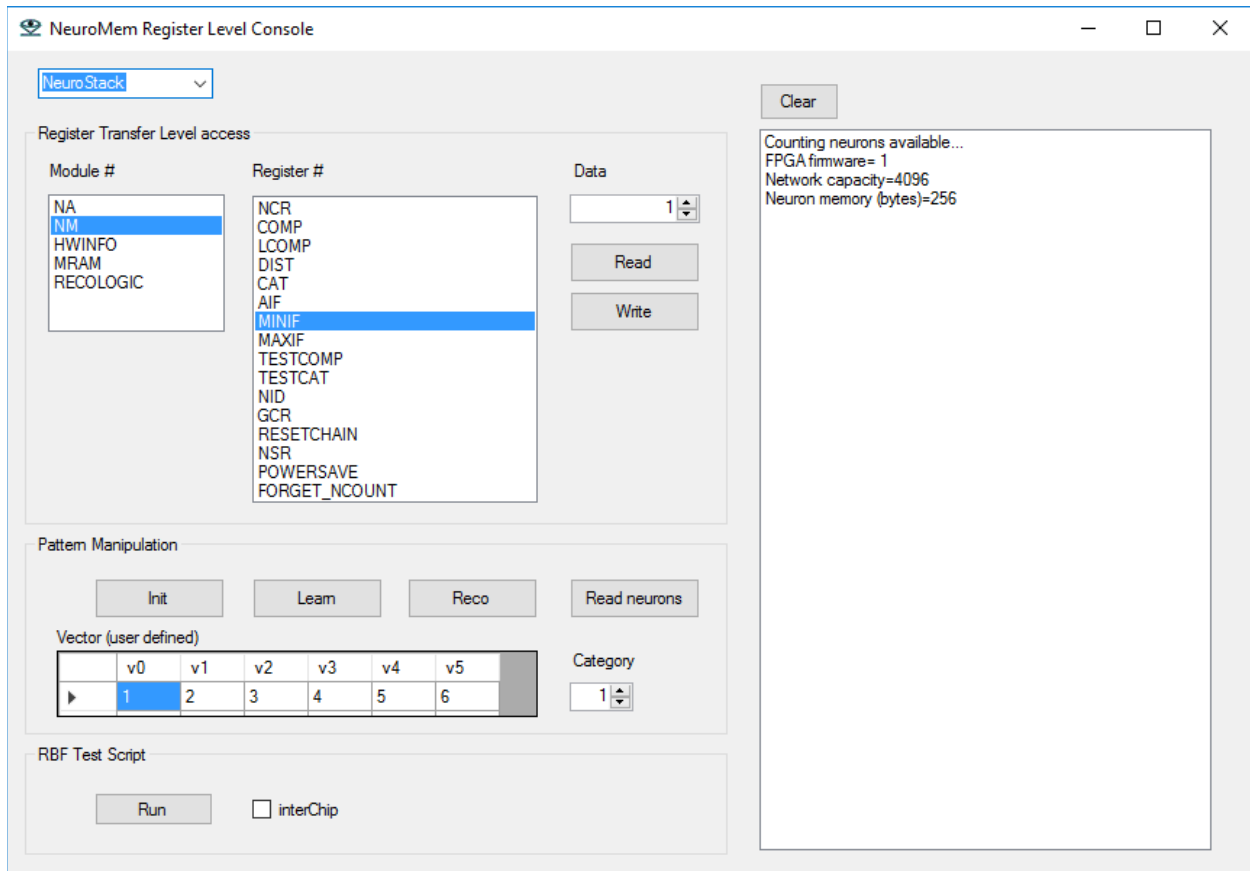 NeuroMem Register Level Console
NeuroStack
Clear
Register Transfer Level access
Module #
Register #
Data
NA
NM
HWINFO
MRAM
RECOLOGIC
NCR
COMP
LCOMP
DIST
CAT
AIF
MINIF
MAXIF
TESTCOMP
TESTCAT
NID
GCR
RESETCHAIN
NSR
POWERSAVE
FORGET_NCOUNT
1
Read
Write
Counting neurons available...
FPGA firmware= 1
Network capacity=4096
Neuron memory (bytes)=256
Pattern Manipulation
Init
Learn
Reco
Read neurons
Vector (user defined)
v0 v1 v2 v3 v4 v5
1 2 3 4 5 6
Category
1
RBF Test Script
Run
interChip